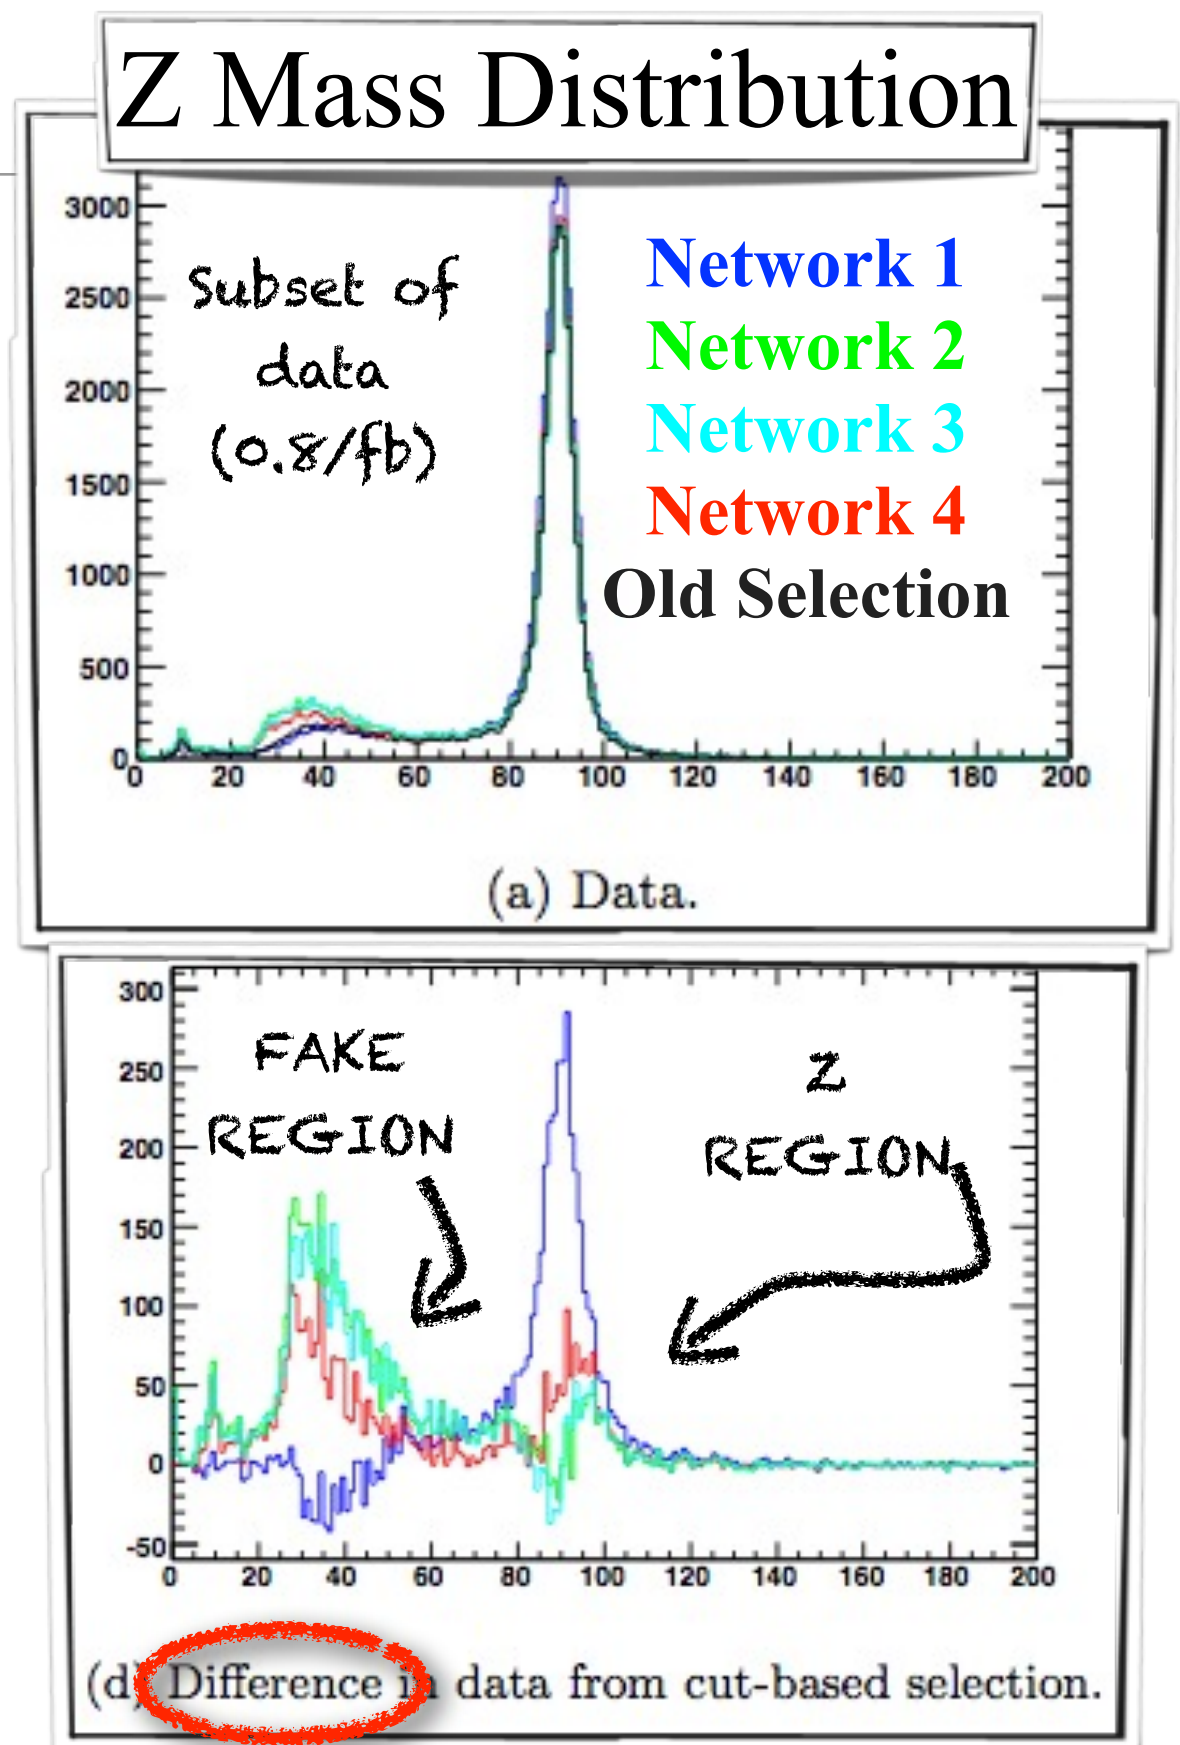 Z Mass Distribution
3000
2500
2000
1500
1000
500
0
Subset of
data
(0.8/fb)
Network 1
Network 2
Network 3
Network 4
Old Selection
0 20 40 60 80 100 120 140 160 180 200
(a) Data.
300
250
200
150
100
50
0
-50
FAKE
REGION
Z
REGION
0 20 40 60 80 100 120 140 160 180 200
(d) Difference in data from cut-based selection.